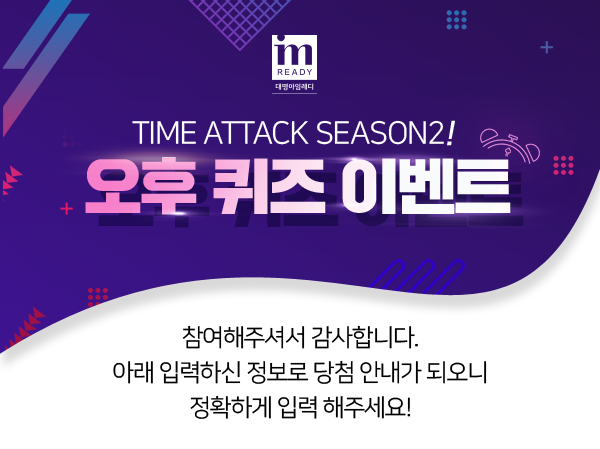 im
READY
대명아임레디
TIME ATTACK SEASON2!
오후 퀴즈 이벤트
참여해주셔서 감사합니다.
아래 입력하신 정보로 당첨 안내가 되오니
정확하게 입력 해주세요!